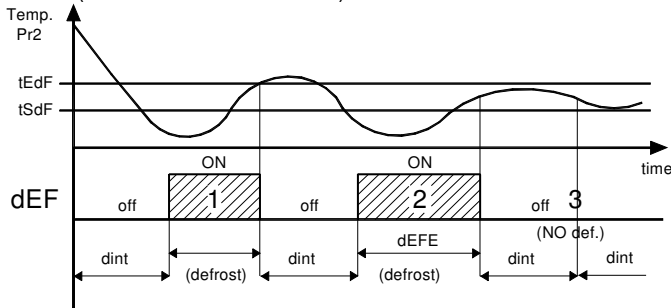 Temp.
Pr2
tEdF
tSdF
time
ON ON
dEF off 1 off 2 off 3
(NO def.)
dEFE
dint (defrost) dint (defrost) dint dint